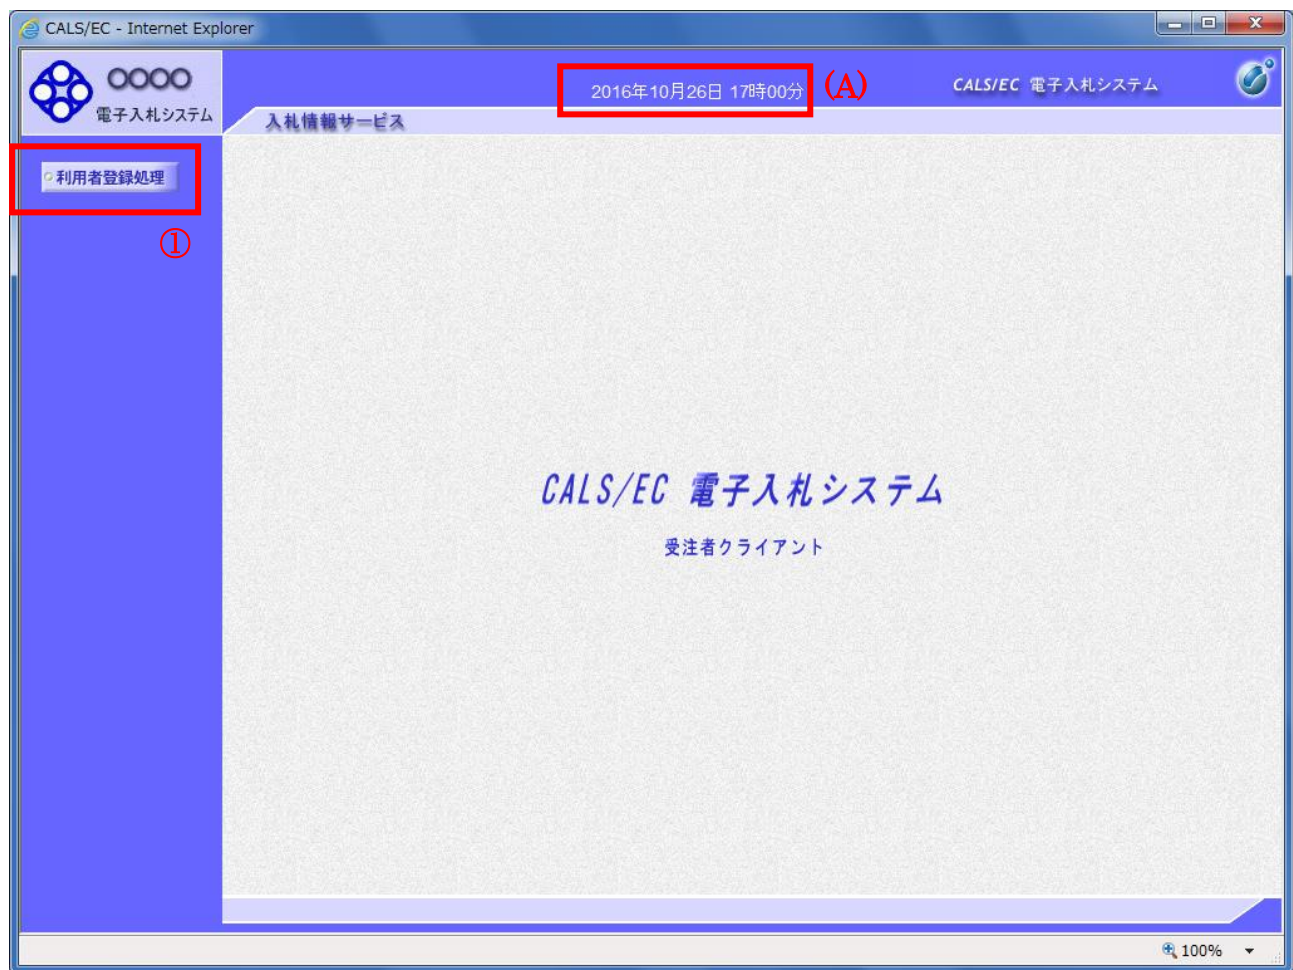 CALS/EC - Internet Explorer
○○○○
電子入札システム
2016年10月26日 17時00分
(A)
CALS/EC 電子入札システム
入札情報サービス
利用者登録処理
①
CALS/EC 電子入札システム
受注者クライアント
100%